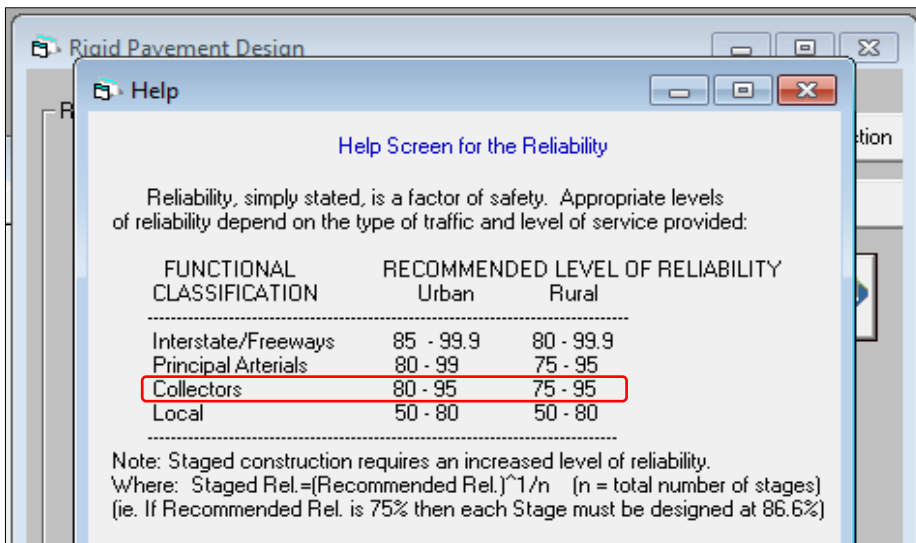 Rigid Pavement Design
Help
tion
Help Screen for the Reliability
Reliability, simply stated, is a factor of safety. Appropriate levels
of reliability depend on the type of traffic and level of service provided:
FUNCTIONAL RECOMMENDED LEVEL OF RELIABILITY
CLASSIFICATION Urban Rural
Interstate/Freeways 85 - 99.9 80 - 99.9
Principal Arterials 80 - 99 75 - 95
Collectors 80 - 95 75 - 95
Local 50 - 80 50 - 80
Note: Staged construction requires an increased level of reliability.
Where: Staged Rel.=(Recommended Rel.)^1/n (n = total number of stages)
(ie. If Recommended Rel. is 75% then each Stage must be designed at 86.6%)